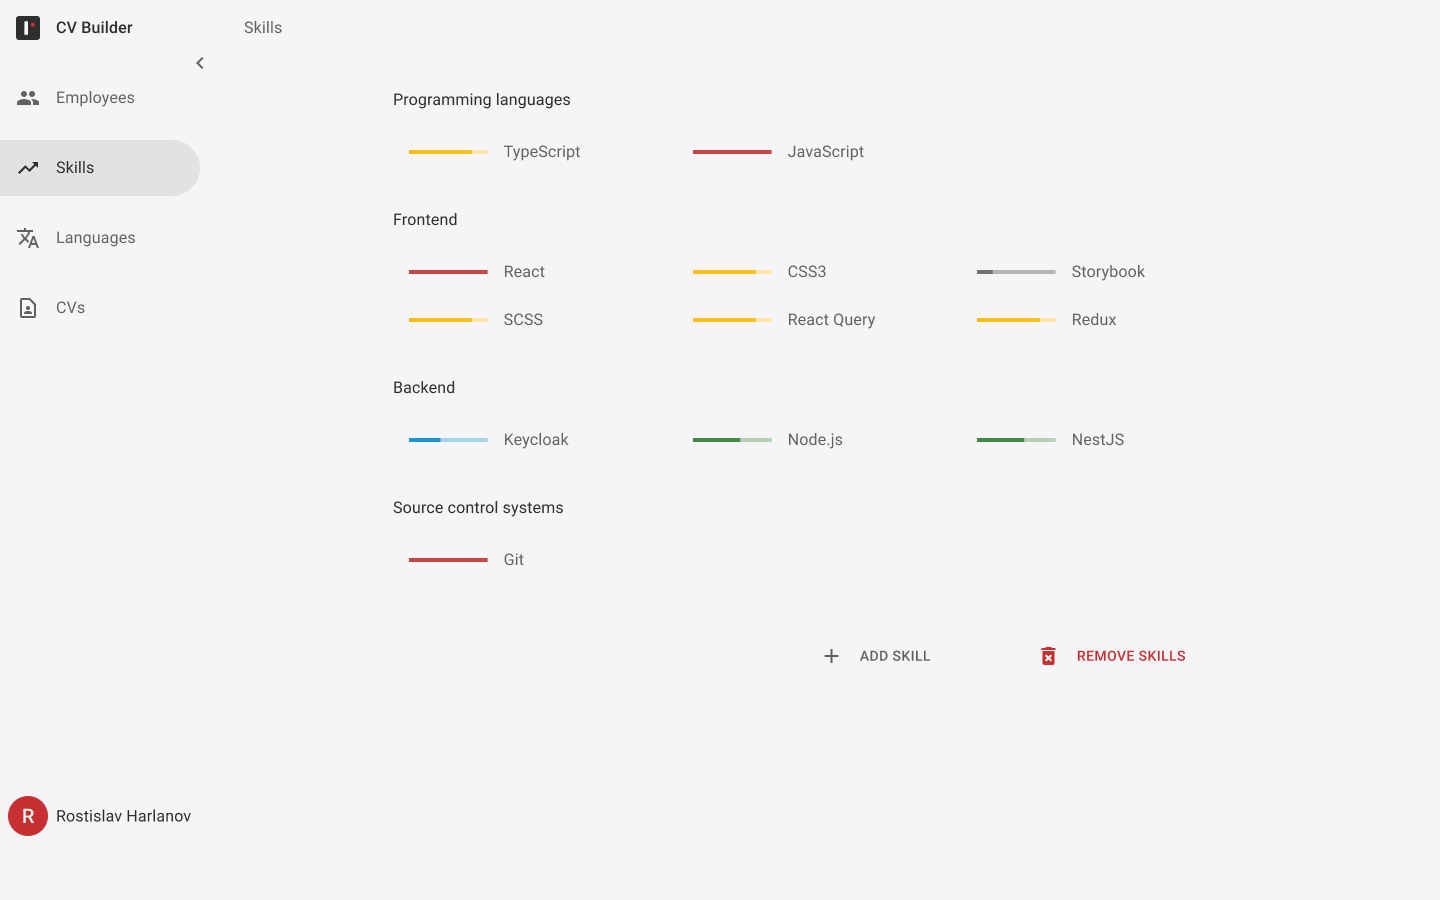 CV Builder
Skills
Employees
Skills
Languages
CVs
Programming languages
TypeScript
JavaScript
Frontend
React
CSS3
Storybook
SCSS
React Query
Redux
Backend
Keycloak
Node.js
NestJS
Source control systems
Git
ADD SKILL
REMOVE SKILLS
R
Rostislav Harlanov